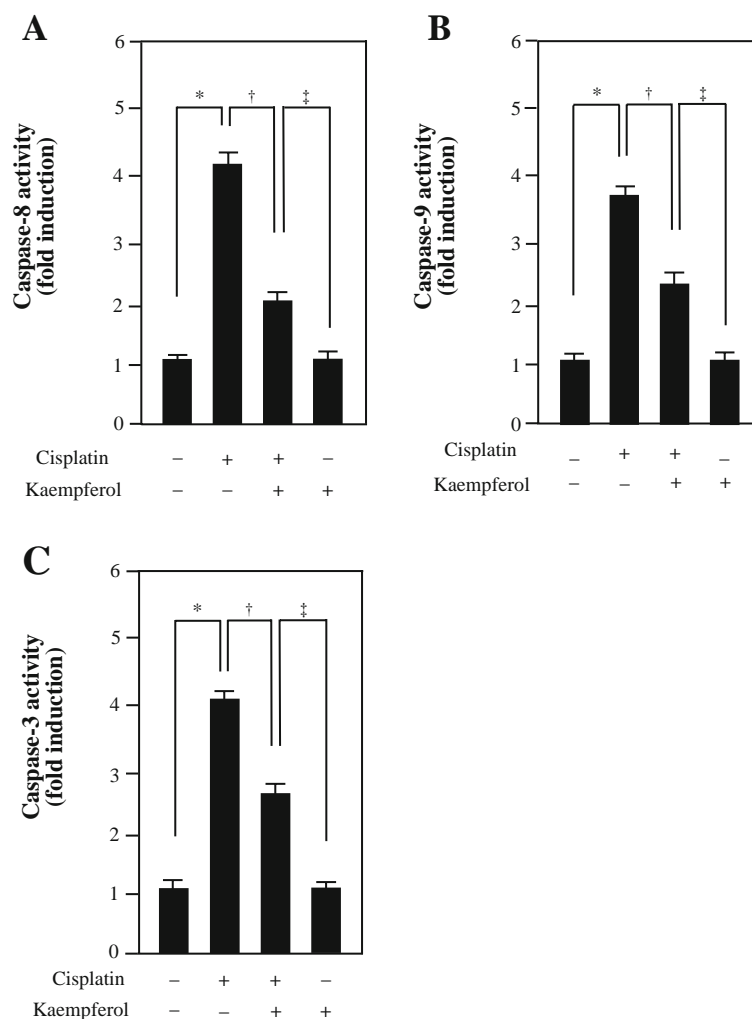 A
Caspase-8 activity
(fold induction)
6
5
4
3
2
1
0
* † ‡
Cisplatin – + + –
Kaempferol – – + +
B
Caspase-9 activity
(fold induction)
6
5
4
3
2
1
0
* † ‡
Cisplatin – + + –
Kaempferol – – + +
C
Caspase-3 activity
(fold induction)
6
5
4
3
2
1
0
* † ‡
Cisplatin – + + –
Kaempferol – – + +